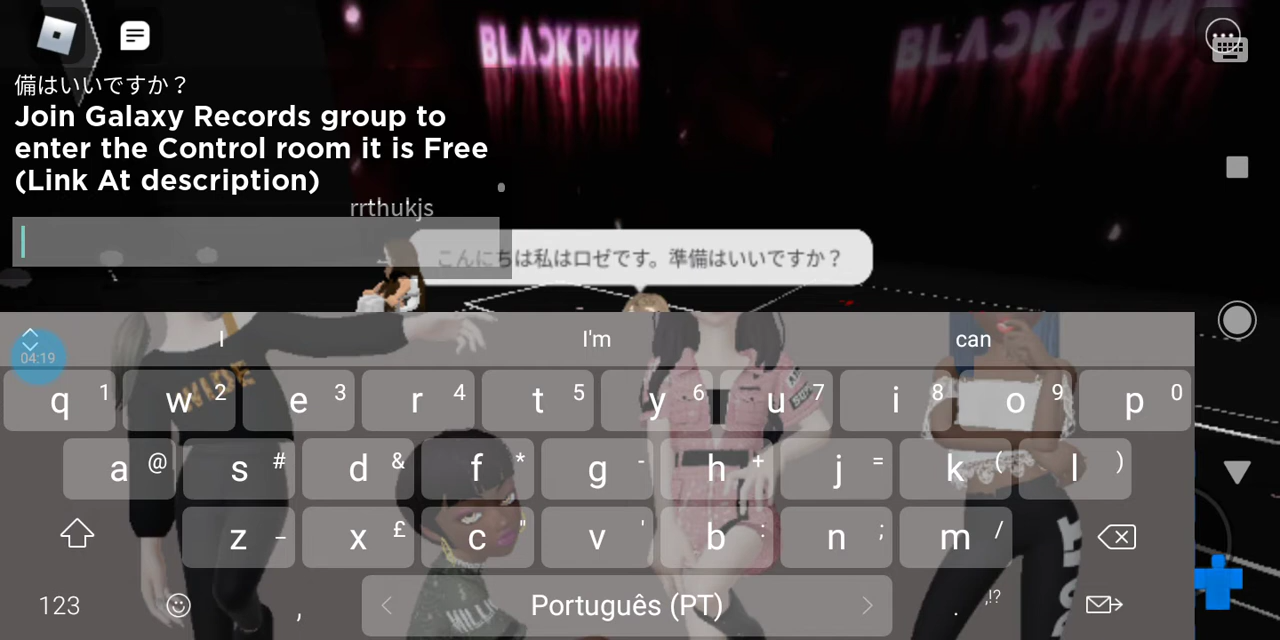 BLACKPINK
BLACKPINK
備はいいですか？
Join Galaxy Records group to
enter the Control room it is Free
(Link At description)
rrthukjs
こんにちは私はロゼです。準備はいいですか？
04:19
I I'm can
q 1 w 2 e 3 r 4 t 5 y 6 u 7 i 8 o 9 p 0
a @ s # d & f * g - h + j = k ( l )
z _ x £ c " v ' b : n ; m /
123 , Português (PT) . ,!?